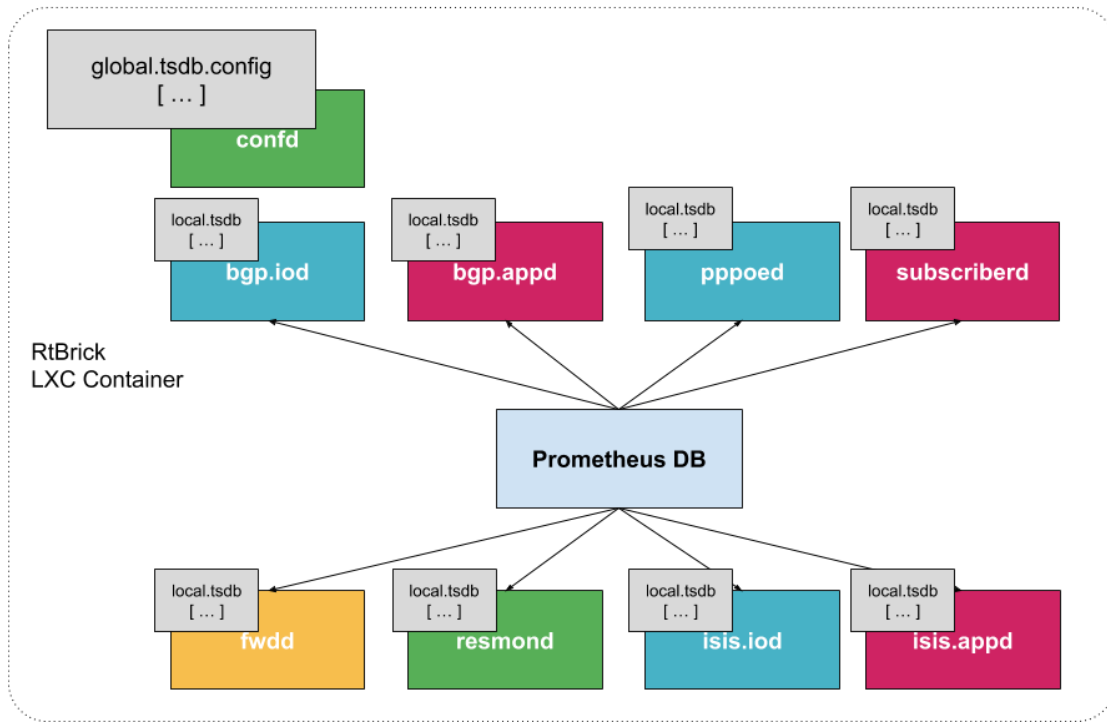 global.tsdb.config
[ ... ]
confd
local.tsdb
[ ... ]
bgp.iod
local.tsdb
[ ... ]
bgp.appd
local.tsdb
[ ... ]
pppoed
local.tsdb
[ ... ]
subscriberd
RtBrick
LXC Container
Prometheus DB
local.tsdb
[ ... ]
fwdd
local.tsdb
[ ... ]
resmond
local.tsdb
[ ... ]
isis.iod
local.tsdb
[ ... ]
isis.appd